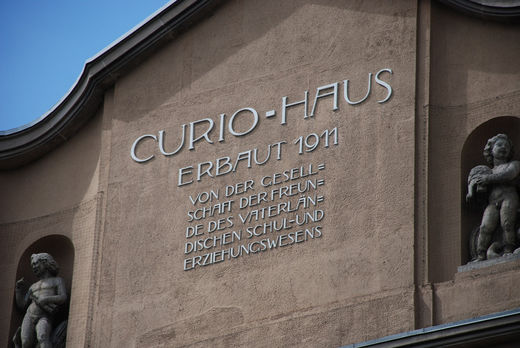 CURIO-HAUS
ERBAUT 1911
VON DER GESELL=
SCHAFT DER FREUN=
DE DES VATERLÄN=
DISCHEN SCHUL-UND
ERZIEHUNGSWESENS